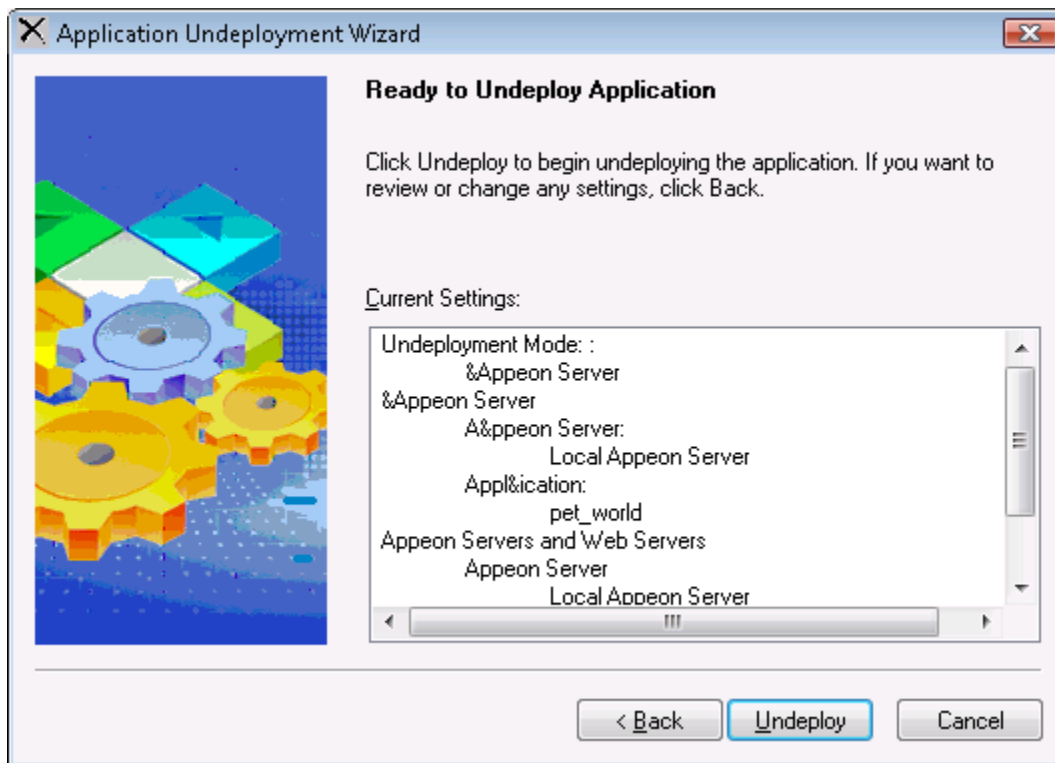 Application Undeployment Wizard
Ready to Undeploy Application
Click Undeploy to begin undeploying the application. If you want to
review or change any settings, click Back.
Current Settings:
Undeployment Mode: :
&Appeon Server
&Appeon Server
A&ppeon Server:
Local Appeon Server
Appl&ication:
pet_world
Appeon Servers and Web Servers
Appeon Server
Local Appeon Server
< Back
Undeploy
Cancel